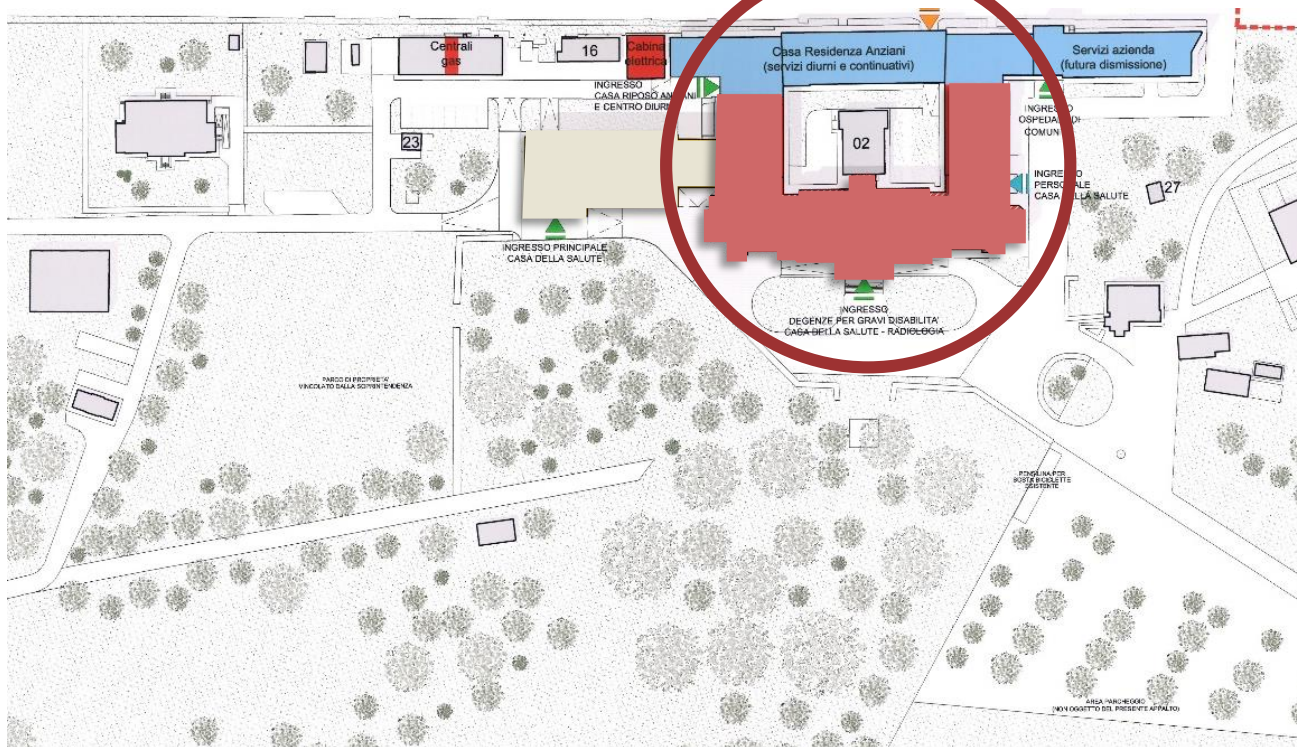 Centrali
gas
16
Cabina
elettrica
Casa Residenza Anziani
(servizi diurni e continuativi)
Servizi azienda
(futura dismissione)
INGRESSO
CASA RIPOSO ANZIANI
E CENTRO DIURNO
INGRESSO
OSPEDALE DI
COMUNITÀ
23
02
INGRESSO
PERSONALE
CASA DELLA SALUTE
27
INGRESSO PRINCIPALE
CASA DELLA SALUTE
INGRESSO
DEGENZE PER GRAVI DISABILITA'
CASA DELLA SALUTE - RADIOLOGIA
PARCO DI PROPRIETA'
VINCOLATO DALLA SOPRINTENDENZA
PENSILINA PER
SOSTA BICICLETTE
ESISTENTE
AREA PARCHEGGIO
(NON OGGETTO DEL PRESENTE APPALTO)